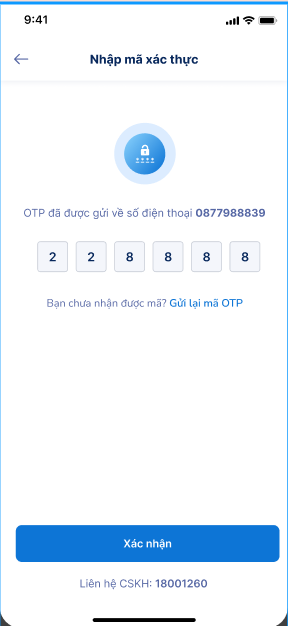 9:41
Nhập mã xác thực
OTP đã được gửi về số điện thoại 0877988839
2 2 8 8 8 8
Bạn chưa nhận được mã? Gửi lại mã OTP
Xác nhận
Liên hệ CSKH: 18001260